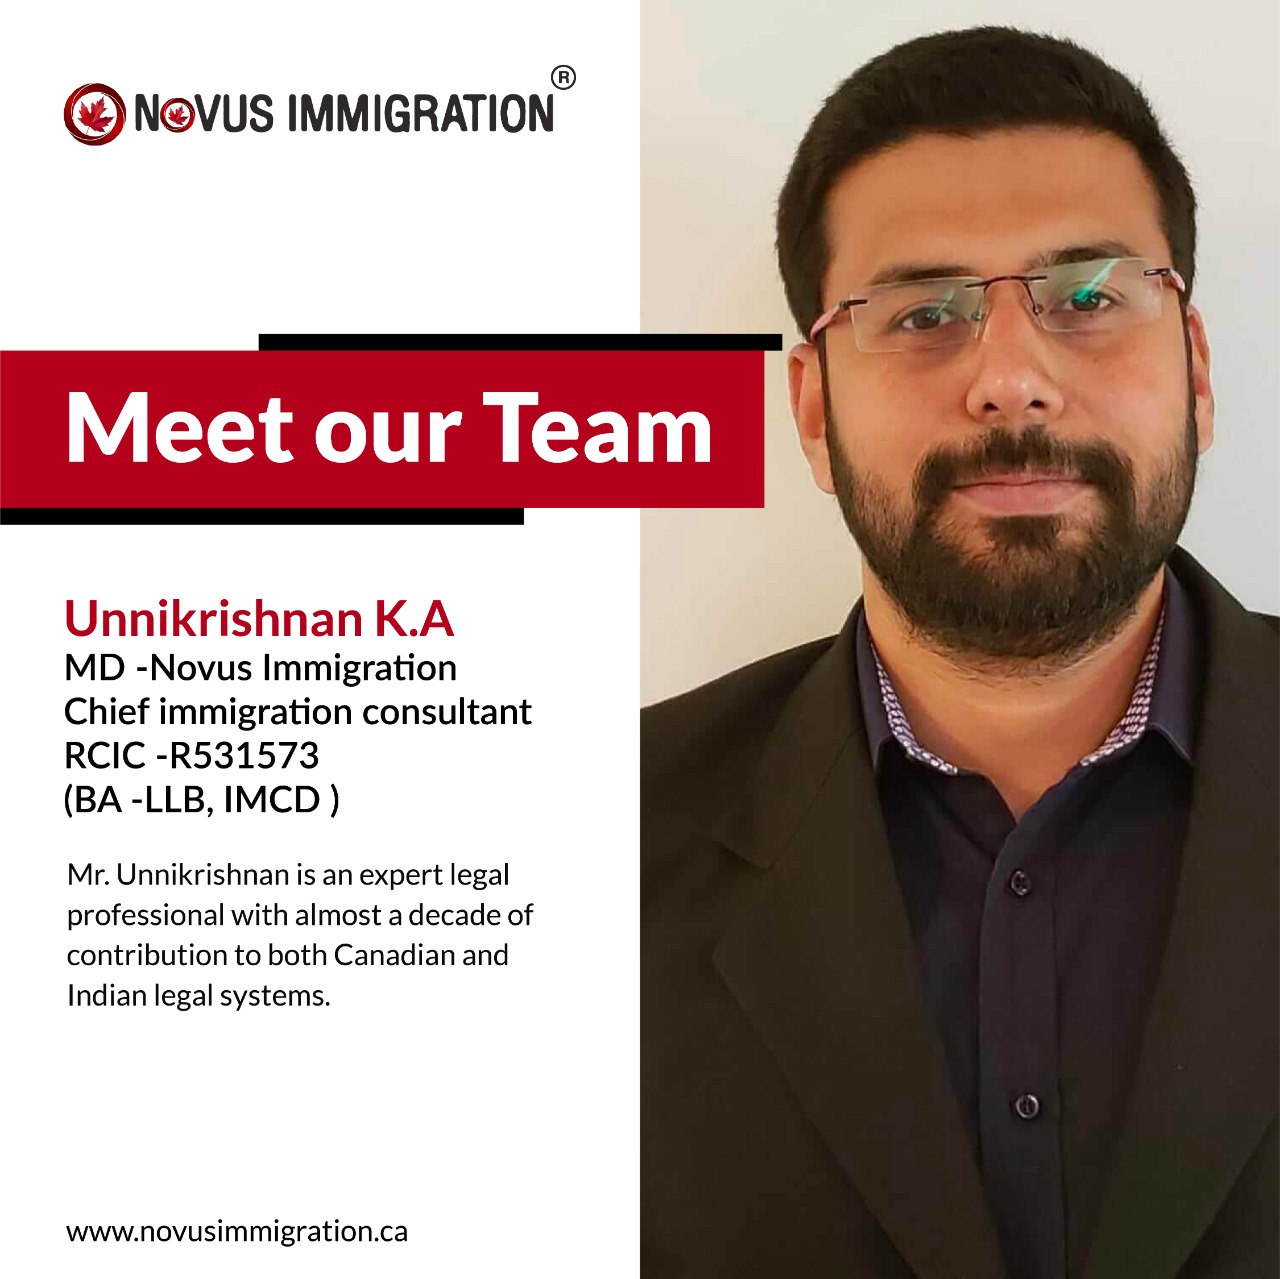 NOVUS IMMIGRATION®
Meet our Team
Unnikrishnan K.A
MD -Novus Immigration
Chief immigration consultant
RCIC -R531573
(BA -LLB, IMCD )
Mr. Unnikrishnan is an expert legal
professional with almost a decade of
contribution to both Canadian and
Indian legal systems.
www.novusimmigration.ca